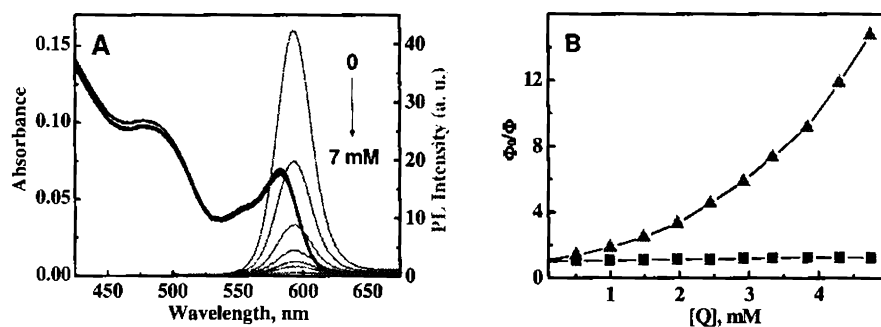 A
B
0
7 mM
Absorbance
0.15
0.10
0.05
0.00
450 500 550 600 650
Wavelength, nm
40
30
20
10
0
PL Intensity (a. u.)
Φ₀/Φ
12
8
4
0
1 2 3 4
[Q], mM